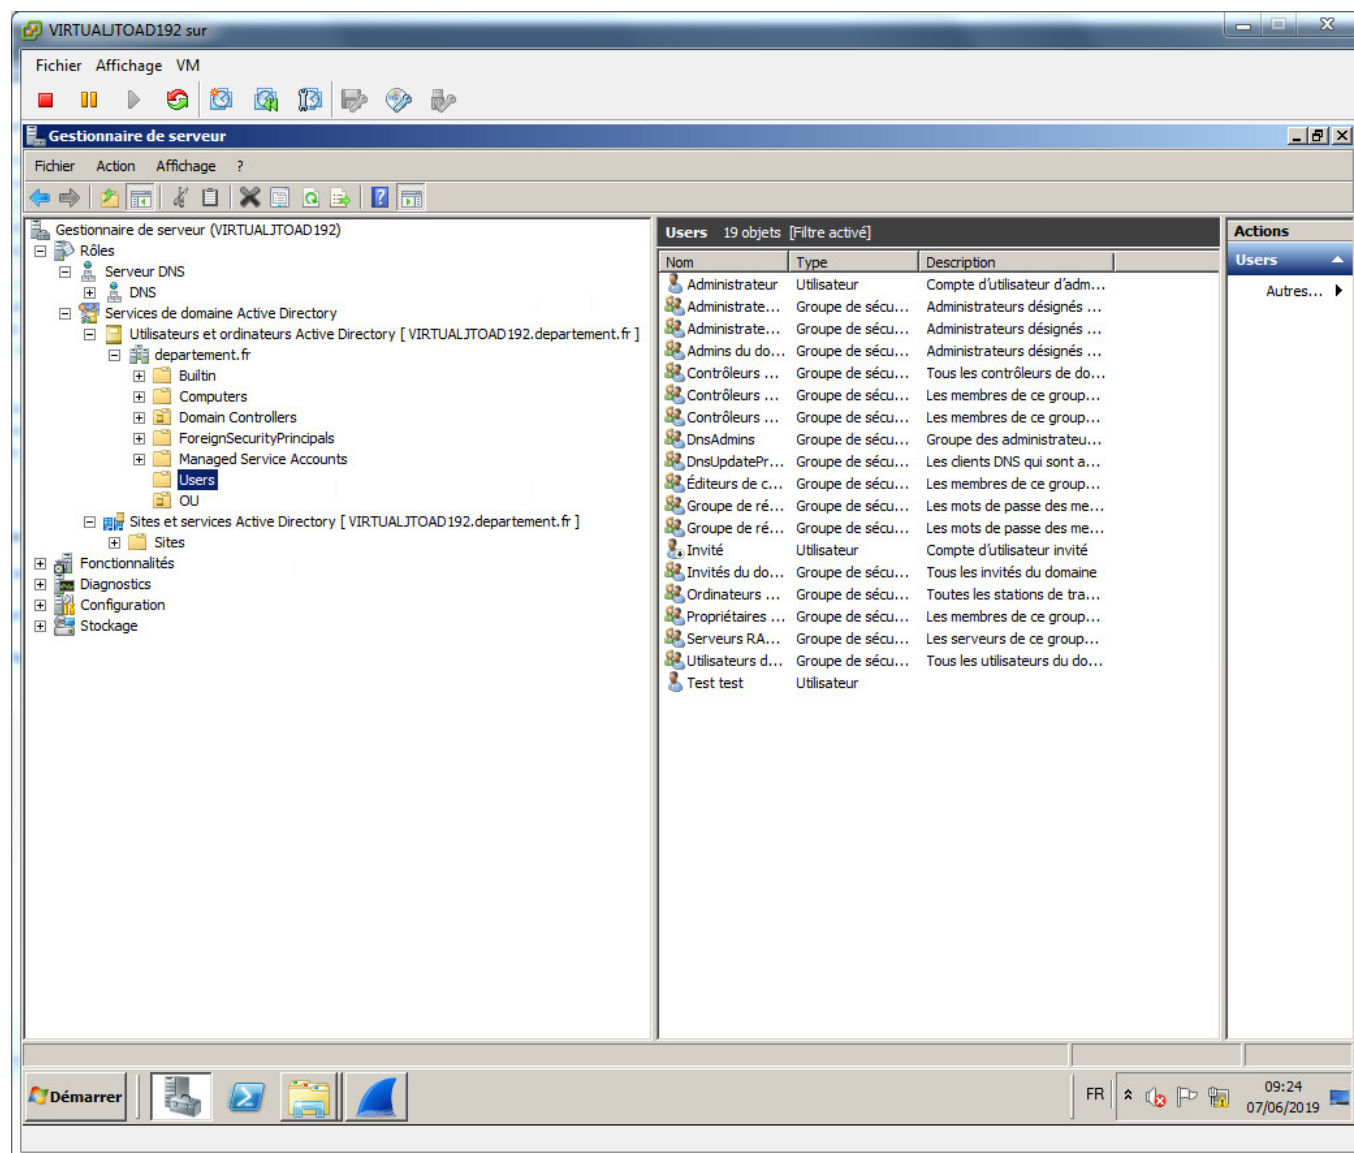 VIRTUALJTOAD192 sur
Fichier Affichage VM
Gestionnaire de serveur
Fichier Action Affichage ?
Gestionnaire de serveur (VIRTUALJTOAD192)
Rôles
Serveur DNS
DNS
Services de domaine Active Directory
Utilisateurs et ordinateurs Active Directory [ VIRTUALJTOAD192.departement.fr ]
departement.fr
Builtin
Computers
Domain Controllers
ForeignSecurityPrincipals
Managed Service Accounts
Users
OU
Sites et services Active Directory [ VIRTUALJTOAD192.departement.fr ]
Sites
Fonctionnalités
Diagnostics
Configuration
Stockage
Users 19 objets [Filtre activé]
Nom Type Description
Administrateur Utilisateur Compte d'utilisateur d'adm...
Administrate... Groupe de sécu... Administrateurs désignés ...
Administrate... Groupe de sécu... Administrateurs désignés ...
Admins du do... Groupe de sécu... Administrateurs désignés ...
Contrôleurs ... Groupe de sécu... Tous les contrôleurs de do...
Contrôleurs ... Groupe de sécu... Les membres de ce group...
Contrôleurs ... Groupe de sécu... Les membres de ce group...
DnsAdmins Groupe de sécu... Groupe des administrateu...
DnsUpdatePr... Groupe de sécu... Les clients DNS qui sont a...
Éditeurs de c... Groupe de sécu... Les membres de ce group...
Groupe de ré... Groupe de sécu... Les mots de passe des me...
Groupe de ré... Groupe de sécu... Les mots de passe des me...
Invité Utilisateur Compte d'utilisateur invité
Invités du do... Groupe de sécu... Tous les invités du domaine
Ordinateurs ... Groupe de sécu... Toutes les stations de tra...
Propriétaires ... Groupe de sécu... Les membres de ce group...
Serveurs RA... Groupe de sécu... Les serveurs de ce group...
Utilisateurs d... Groupe de sécu... Tous les utilisateurs du do...
Test test Utilisateur
Actions
Users
Autres...
Démarrer
FR
09:24
07/06/2019